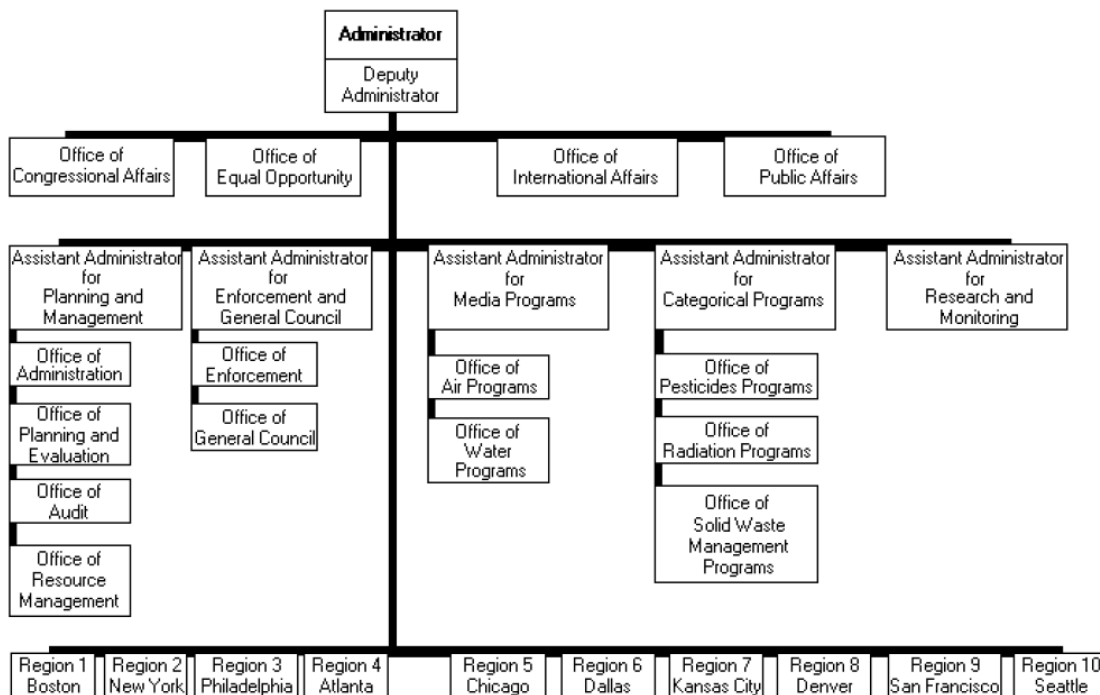 Administrator
Deputy
Administrator
Office of
Congressional Affairs
Office of
Equal Opportunity
Office of
International Affairs
Office of
Public Affairs
Assistant Administrator
for
Planning and
Management
Assistant Administrator
for
Enforcement and
General Council
Assistant Administrator
for
Media Programs
Assistant Administrator
for
Categorical Programs
Assistant Administrator
for
Research and
Monitoring
Office of
Administration
Office of
Planning and
Evaluation
Office of
Audit
Office of
Resource
Management
Office of
Enforcement
Office of
General Council
Office of
Air Programs
Office of
Water
Programs
Office of
Pesticides Programs
Office of
Radiation Programs
Office of
Solid Waste
Management
Programs
Region 1
Boston
Region 2
New York
Region 3
Philadelphia
Region 4
Atlanta
Region 5
Chicago
Region 6
Dallas
Region 7
Kansas City
Region 8
Denver
Region 9
San Francisco
Region 10
Seattle